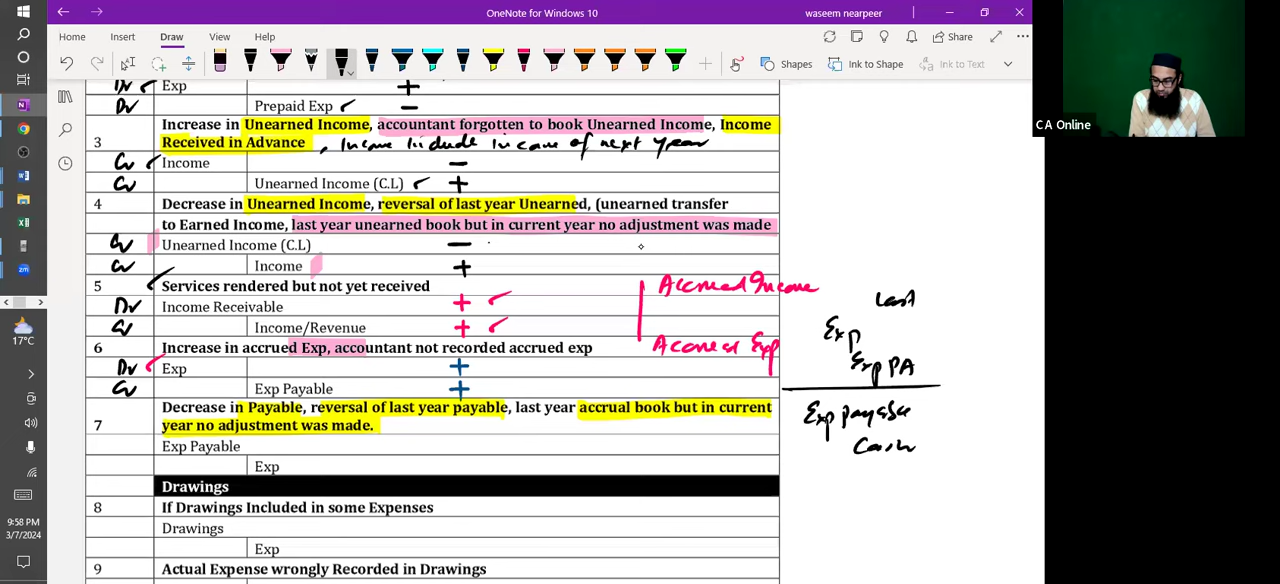 OneNote for Windows 10
waseem nearpeer
Home Insert Draw View Help
Share
Shapes
Ink to Shape
Ink to Text
C A Online
Dr Exp +
Dr Prepaid Exp ✓ −
3 Increase in Unearned Income, accountant forgotten to book Unearned Income, Income
Received in Advance , Income Include Income of next year
Cr ✓ Income −
Cr Unearned Income (C.L) ✓ +
4 Decrease in Unearned Income, reversal of last year Unearned, (unearned transfer
to Earned Income, last year unearned book but in current year no adjustment was made
Cr Unearned Income (C.L) −
Cr Income +
5 Services rendered but not yet received
Dr Income Receivable + ✓
Cr Income/Revenue + ✓
6 Increase in accrued Exp, accountant not recorded accrued exp
Dr ✓ Exp +
Cr Exp Payable +
7 Decrease in Payable, reversal of last year payable, last year accrual book but in current
year no adjustment was made.
Exp Payable
Exp
Drawings
8 If Drawings Included in some Expenses
Drawings
Exp
9 Actual Expense wrongly Recorded in Drawings
Accrued Income
Accrued Exp
Last
Exp
Exp PA
Exp payable
Cash
17°C
9:58 PM
3/7/2024